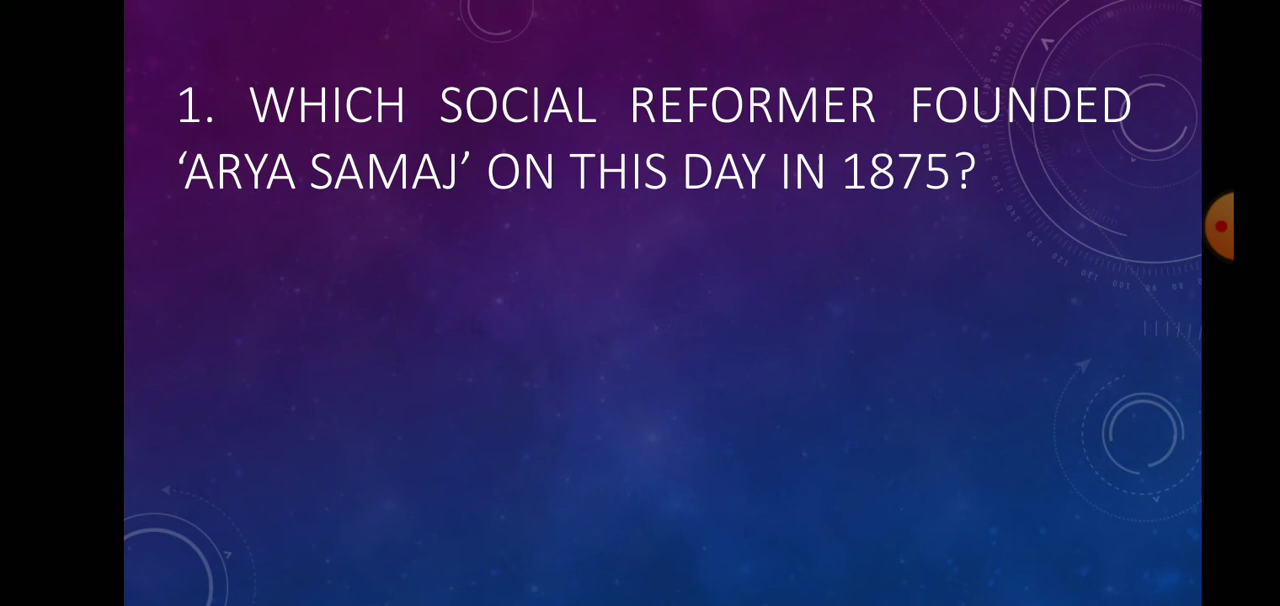 1. WHICH SOCIAL REFORMER FOUNDED
‘ARYA SAMAJ’ ON THIS DAY IN 1875?